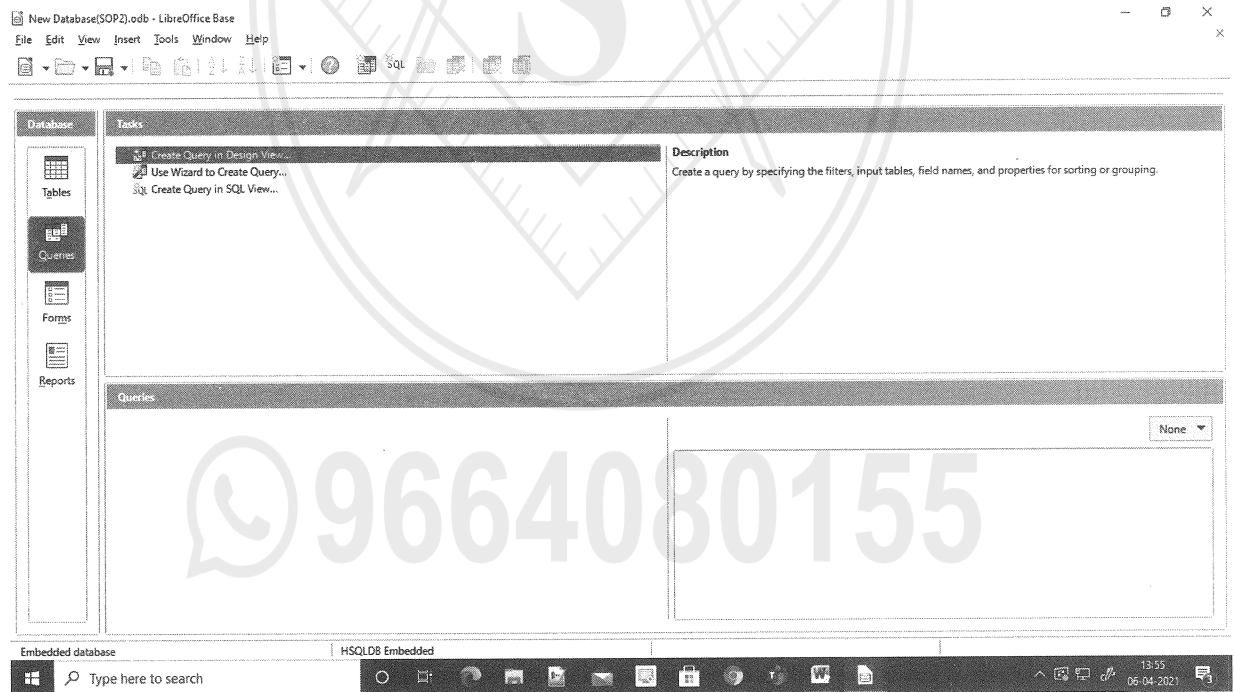 New Database(SOP2).odb - LibreOffice Base
File Edit View Insert Tools Window Help
SQL
Database
Tasks
Tables
Queries
Forms
Reports
Create Query in Design View...
Use Wizard to Create Query...
SQL Create Query in SQL View...
Description
Create a query by specifying the filters, input tables, field names, and properties for sorting or grouping.
Queries
None
9664080155
S
Embedded database
HSQLDB Embedded
Type here to search
13:55
06-04-2021
3